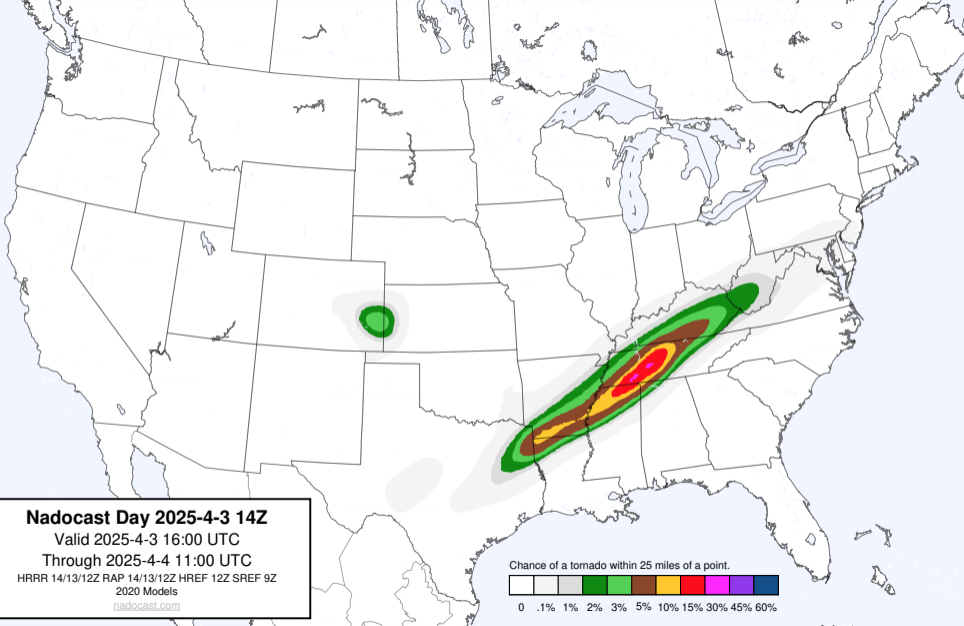 Nadocast Day 2025-4-3 14Z
Valid 2025-4-3 16:00 UTC
Through 2025-4-4 11:00 UTC
HRRR 14/13/12Z RAP 14/13/12Z HREF 12Z SREF 9Z
2020 Models
nadocast.com
Chance of a tornado within 25 miles of a point.
0 .1% 1% 2% 3% 5% 10% 15% 30% 45% 60%